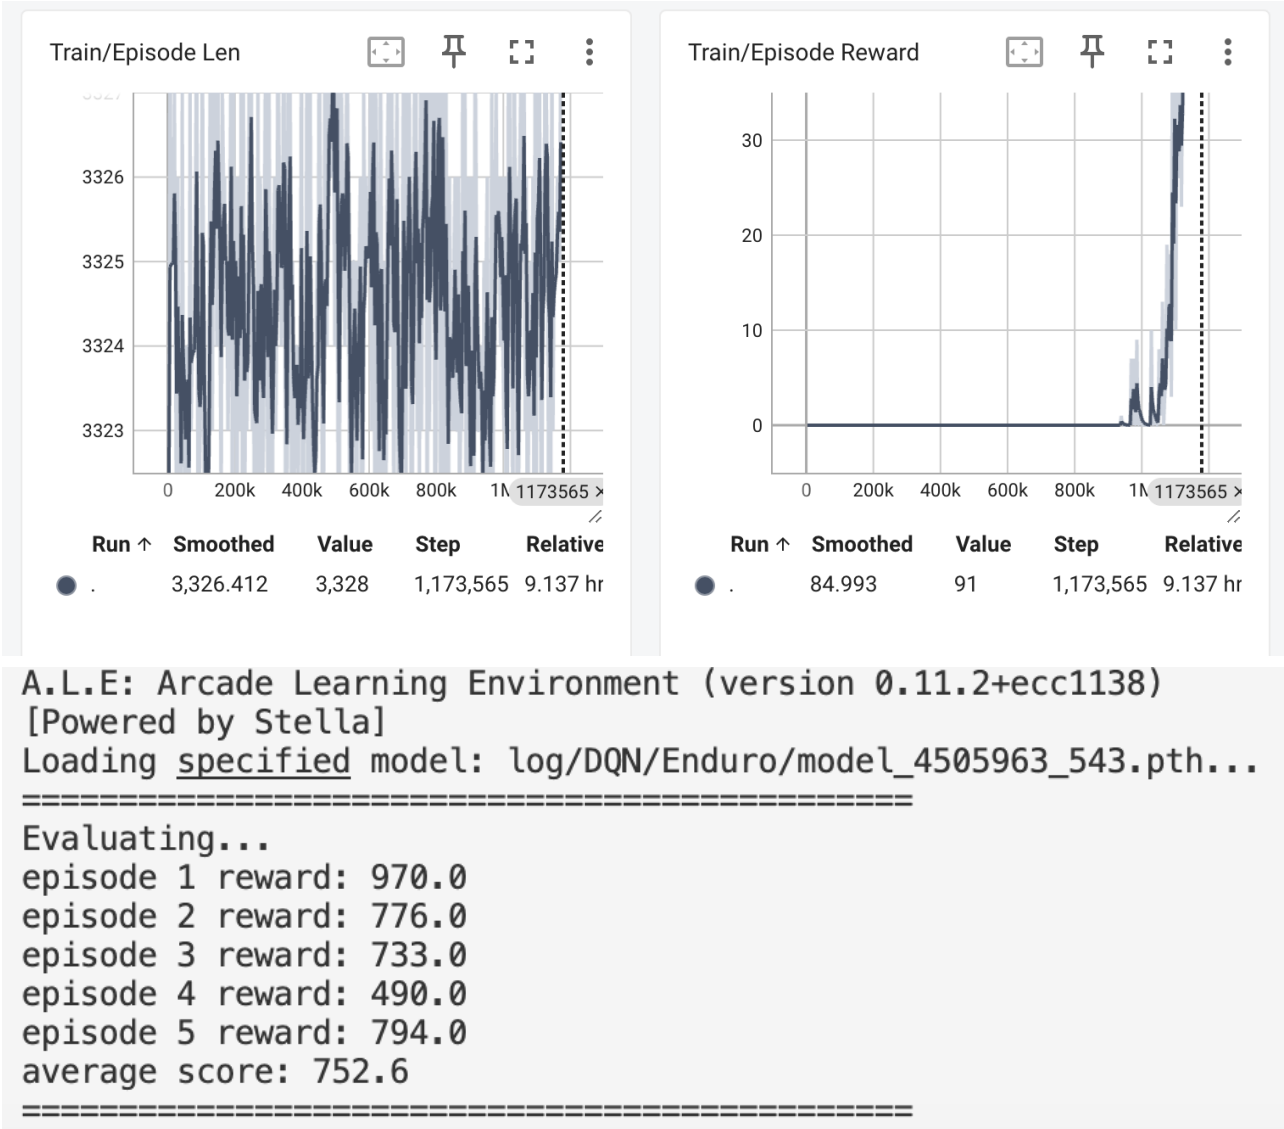 Train/Episode Len
3327
3326
3325
3324
3323
0 200k 400k 600k 800k 1M 1173565 ×
Run ↑ Smoothed Value Step Relative
. 3,326.412 3,328 1,173,565 9.137 hr
Train/Episode Reward
30
20
10
0
0 200k 400k 600k 800k 1M 1173565 ×
Run ↑ Smoothed Value Step Relative
. 84.993 91 1,173,565 9.137 hr
A.L.E: Arcade Learning Environment (version 0.11.2+ecc1138)
[Powered by Stella]
Loading specified model: log/DQN/Enduro/model_4505963_543.pth...
==============================================
Evaluating...
episode 1 reward: 970.0
episode 2 reward: 776.0
episode 3 reward: 733.0
episode 4 reward: 490.0
episode 5 reward: 794.0
average score: 752.6
==============================================